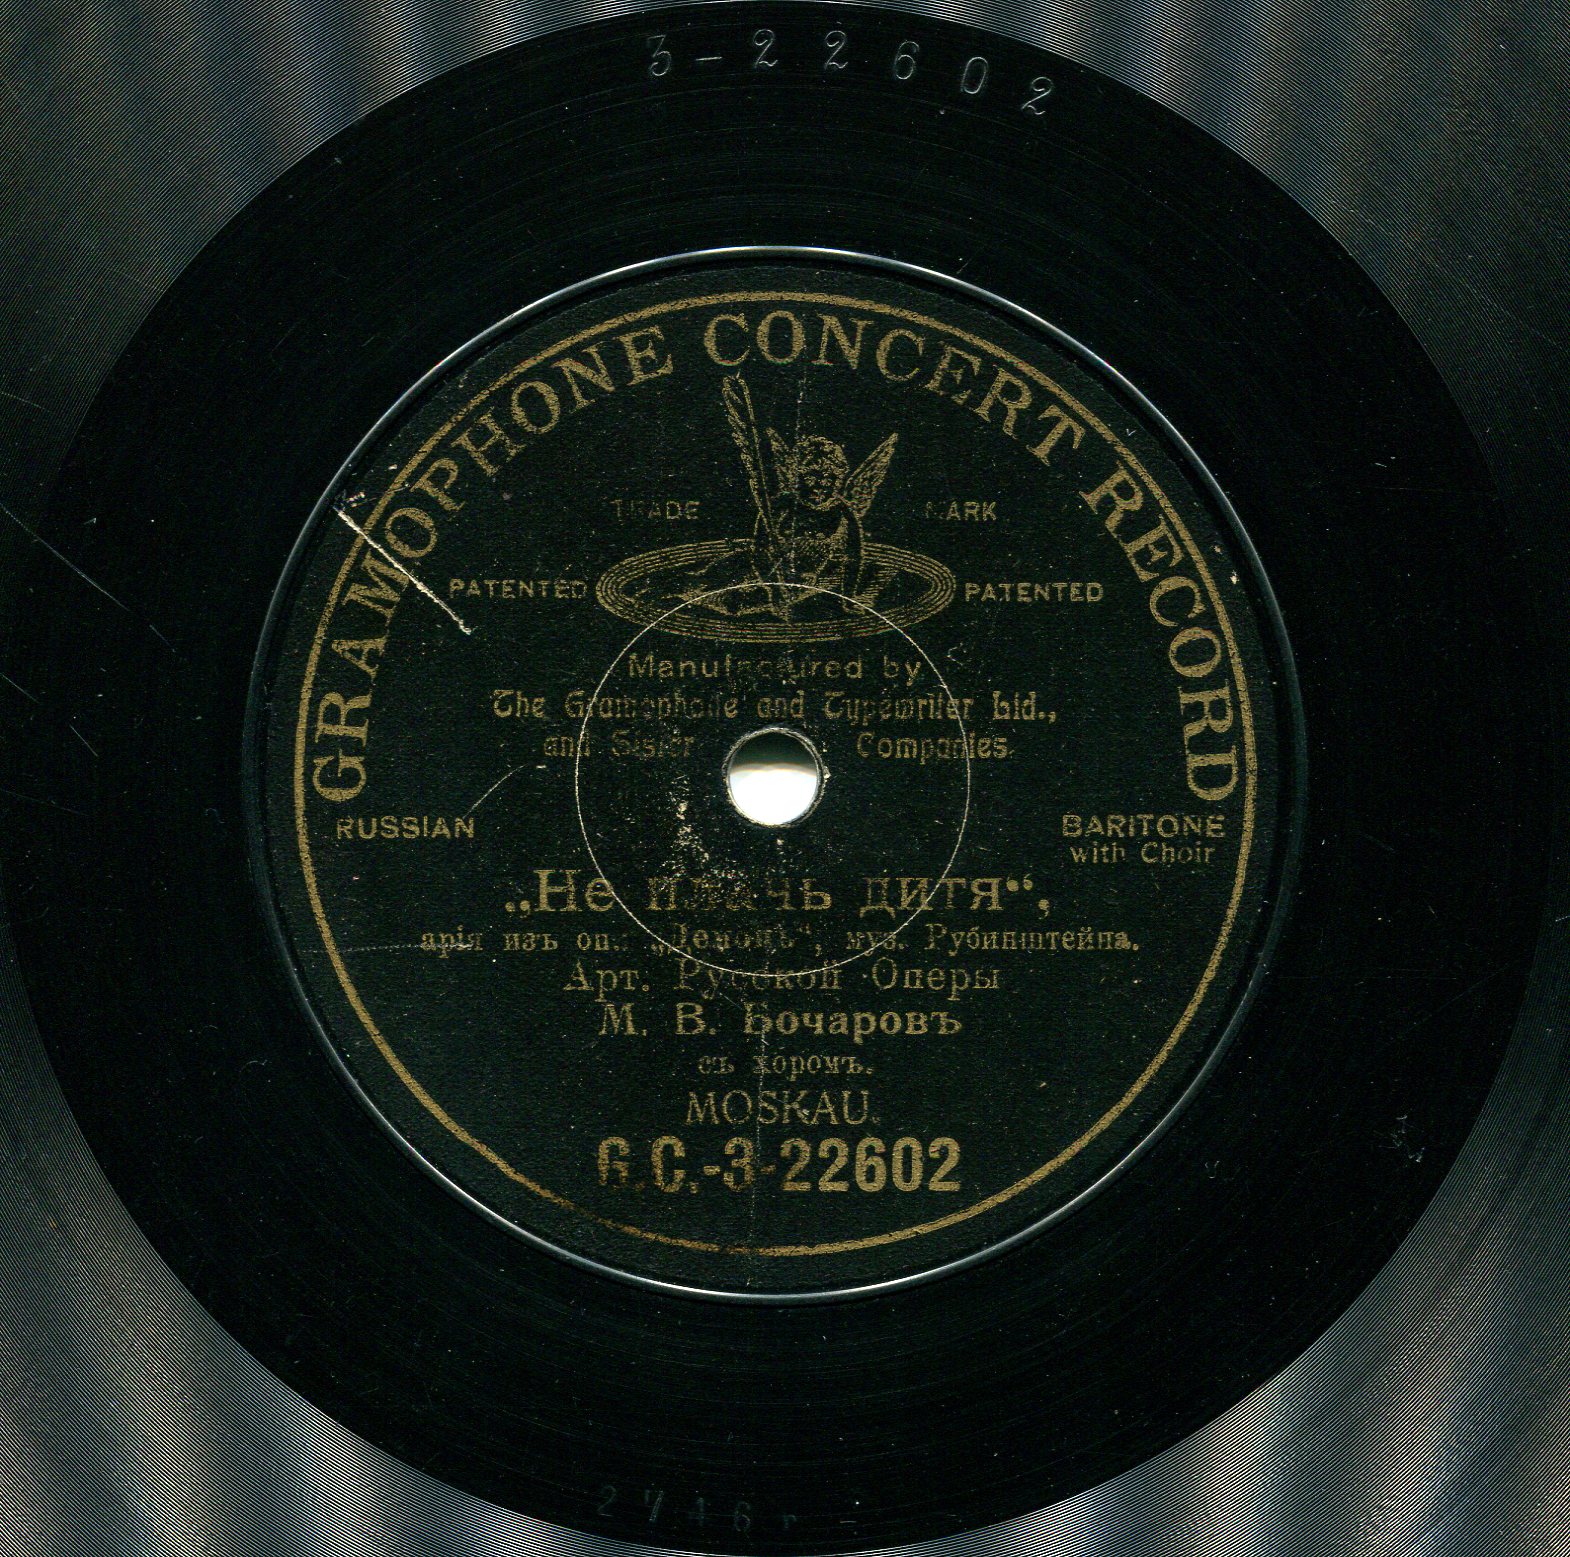 3-22602
GRAMOPHONE CONCERT RECORD
TRADE MARK
PATENTED PATENTED
Manufactured by
The Gramophone and Typewriter Ltd.,
and Sister Companies.
RUSSIAN BARITONE
with Choir
„Не плачь дитя“,
арія изъ оп. „Демонъ“, муз. Рубинштейна.
Арт. Русской Оперы
М. В. Бочаровъ
съ хоромъ.
MOSKAU.
G.C.-3-22602